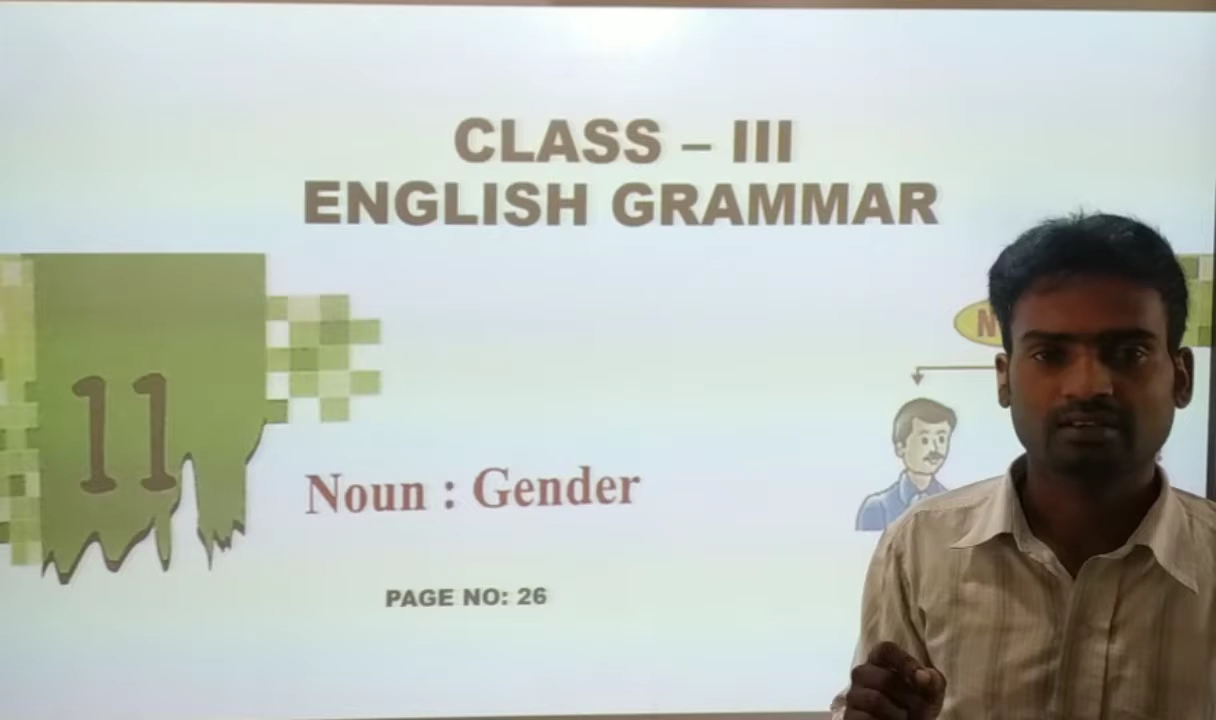 CLASS – III
ENGLISH GRAMMAR
11
Noun : Gender
PAGE NO: 26